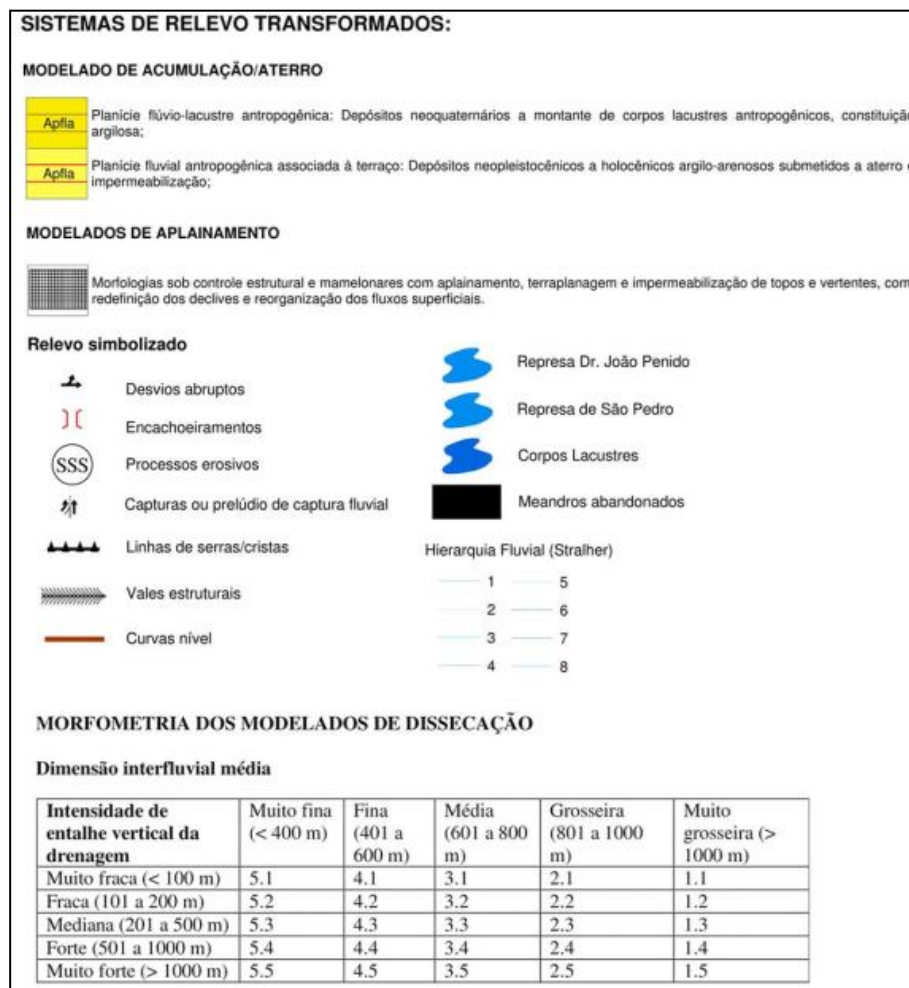 SISTEMAS DE RELEVO TRANSFORMADOS:
MODELADO DE ACUMULAÇÃO/ATERRO
Apfla
Planície flúvio-lacustre antropogênica: Depósitos neoquaternários a montante de corpos lacustres antropogênicos, constituição
argilosa;
Apfla
Planície fluvial antropogênica associada à terraço: Depósitos neopleistocênicos a holocênicos argilo-arenosos submetidos a aterro e
impermeabilização;
MODELADOS DE APLAINAMENTO
Morfologias sob controle estrutural e mamelonares com aplainamento, terraplanagem e impermeabilização de topos e vertentes, com
redefinição dos declives e reorganização dos fluxos superficiais.
Relevo simbolizado
Desvios abruptos
Encachoeiramentos
SSS Processos erosivos
Capturas ou prelúdio de captura fluvial
Linhas de serras/cristas
Vales estruturais
Curvas nível
Represa Dr. João Penido
Represa de São Pedro
Corpos Lacustres
Meandros abandonados
Hierarquia Fluvial (Stralher)
1 5
2 6
3 7
4 8
MORFOMETRIA DOS MODELADOS DE DISSECAÇÃO
Dimensão interfluvial média
Intensidade de Muito fina Fina Média Grosseira Muito
entalhe vertical da (< 400 m) (401 a (601 a 800 (801 a 1000 grosseira (>
drenagem 600 m) m) m) 1000 m)
Muito fraca (< 100 m) 5.1 4.1 3.1 2.1 1.1
Fraca (101 a 200 m) 5.2 4.2 3.2 2.2 1.2
Mediana (201 a 500 m) 5.3 4.3 3.3 2.3 1.3
Forte (501 a 1000 m) 5.4 4.4 3.4 2.4 1.4
Muito forte (> 1000 m) 5.5 4.5 3.5 2.5 1.5